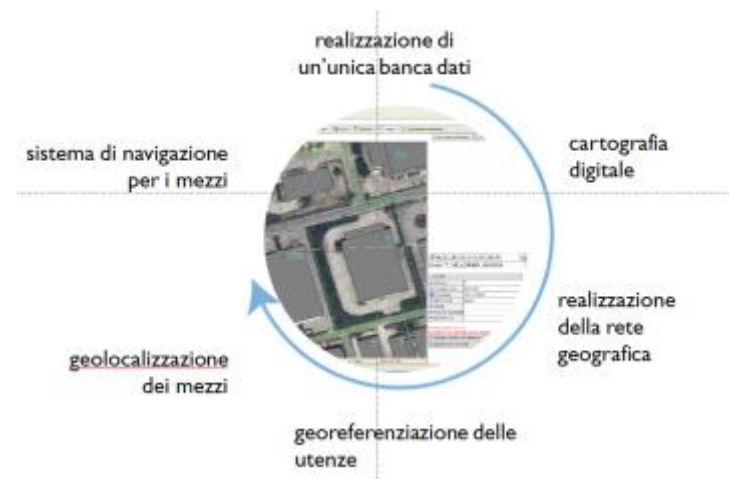 realizzazione di
un'unica banca dati
cartografia
digitale
realizzazione
della rete
geografica
georeferenziazione delle
utenze
geolocalizzazione
dei mezzi
sistema di navigazione
per i mezzi